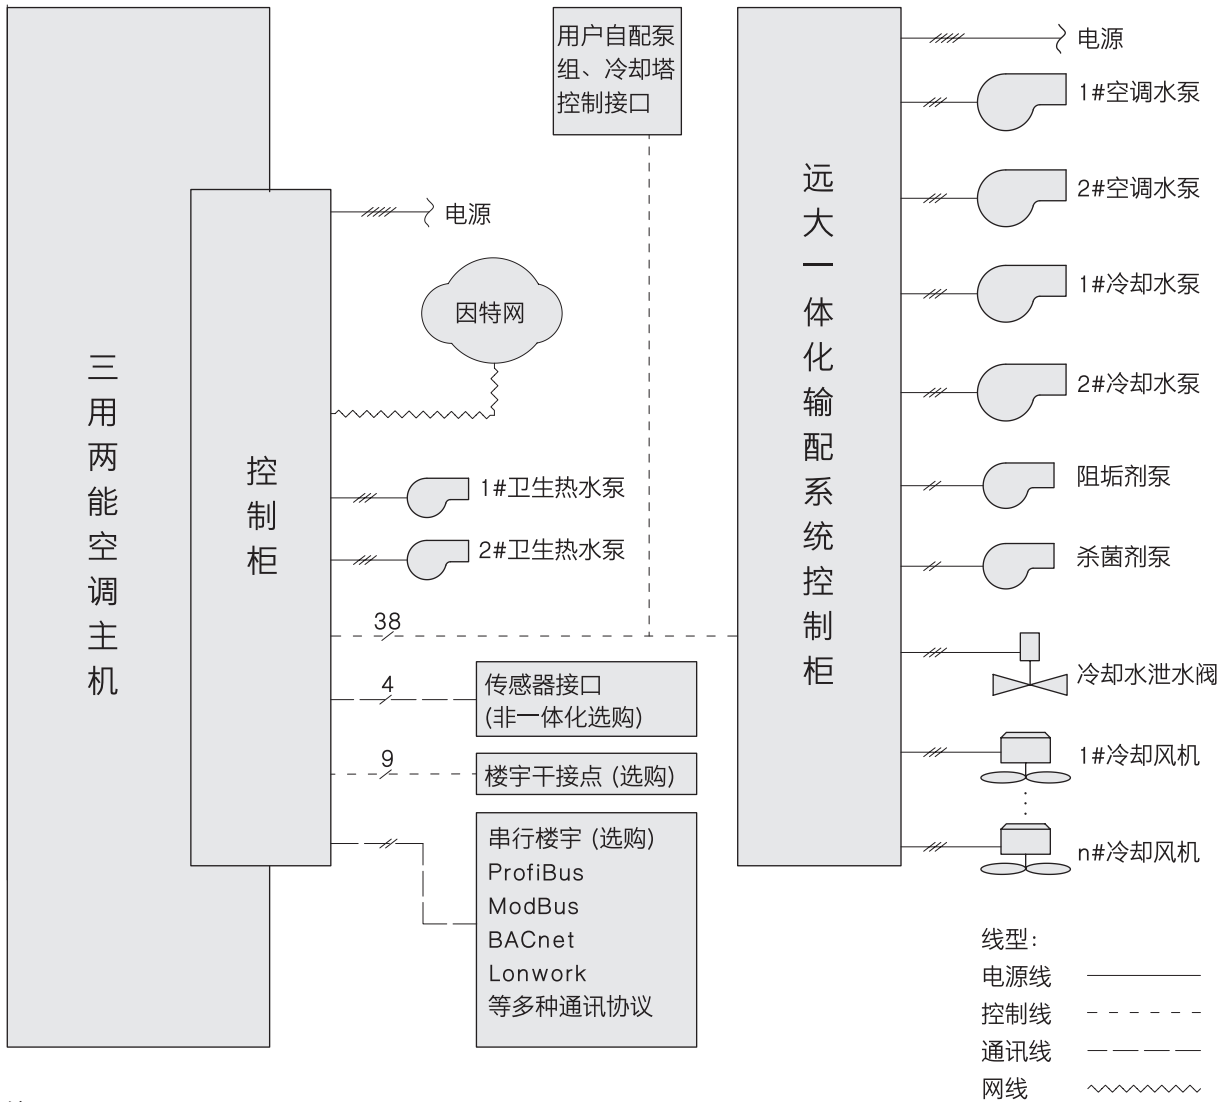 用户自配泵
组、冷却塔
控制接口
三用两能空调主机
控制柜
电源
因特网
1#卫生热水泵
2#卫生热水泵
38
4
传感器接口
(非一体化选购)
9
楼宇干接点 (选购)
串行楼宇 (选购)
ProfiBus
ModBus
BACnet
Lonwork
等多种通讯协议
远大一体化输配系统控制柜
电源
1#空调水泵
2#空调水泵
1#冷却水泵
2#冷却水泵
阻垢剂泵
杀菌剂泵
冷却水泄水阀
1#冷却风机
n#冷却风机
线型：
电源线
控制线
通讯线
网线